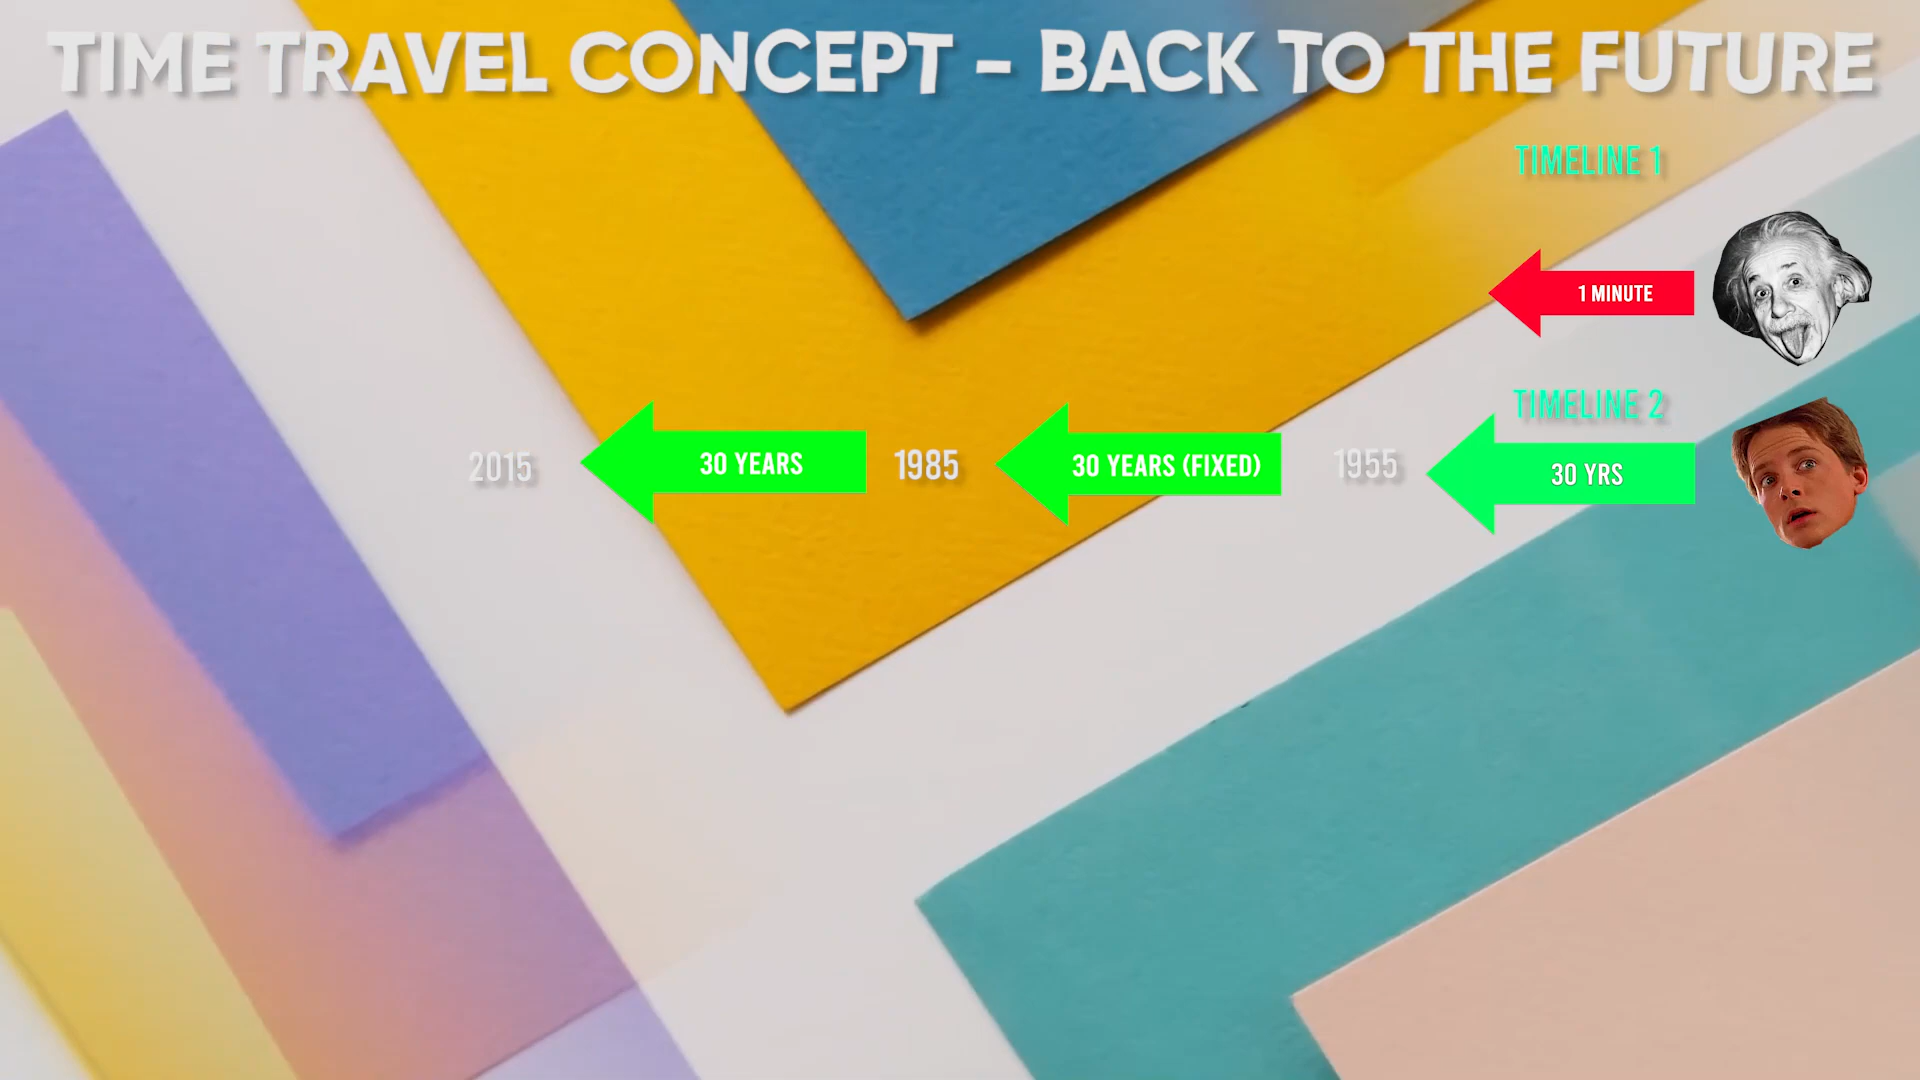 TIME TRAVEL CONCEPT - BACK TO THE FUTURE
TIMELINE 1
1 MINUTE
TIMELINE 2
2015
30 YEARS
1985
30 YEARS (FIXED)
1955
30 YRS